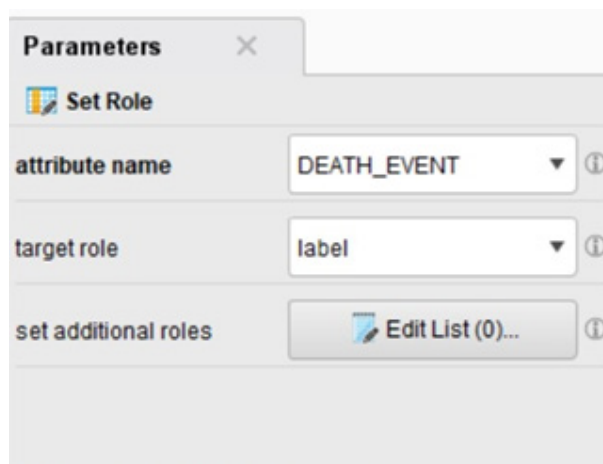 Parameters
Set Role
attribute name DEATH_EVENT
target role label
set additional roles Edit List (0)...